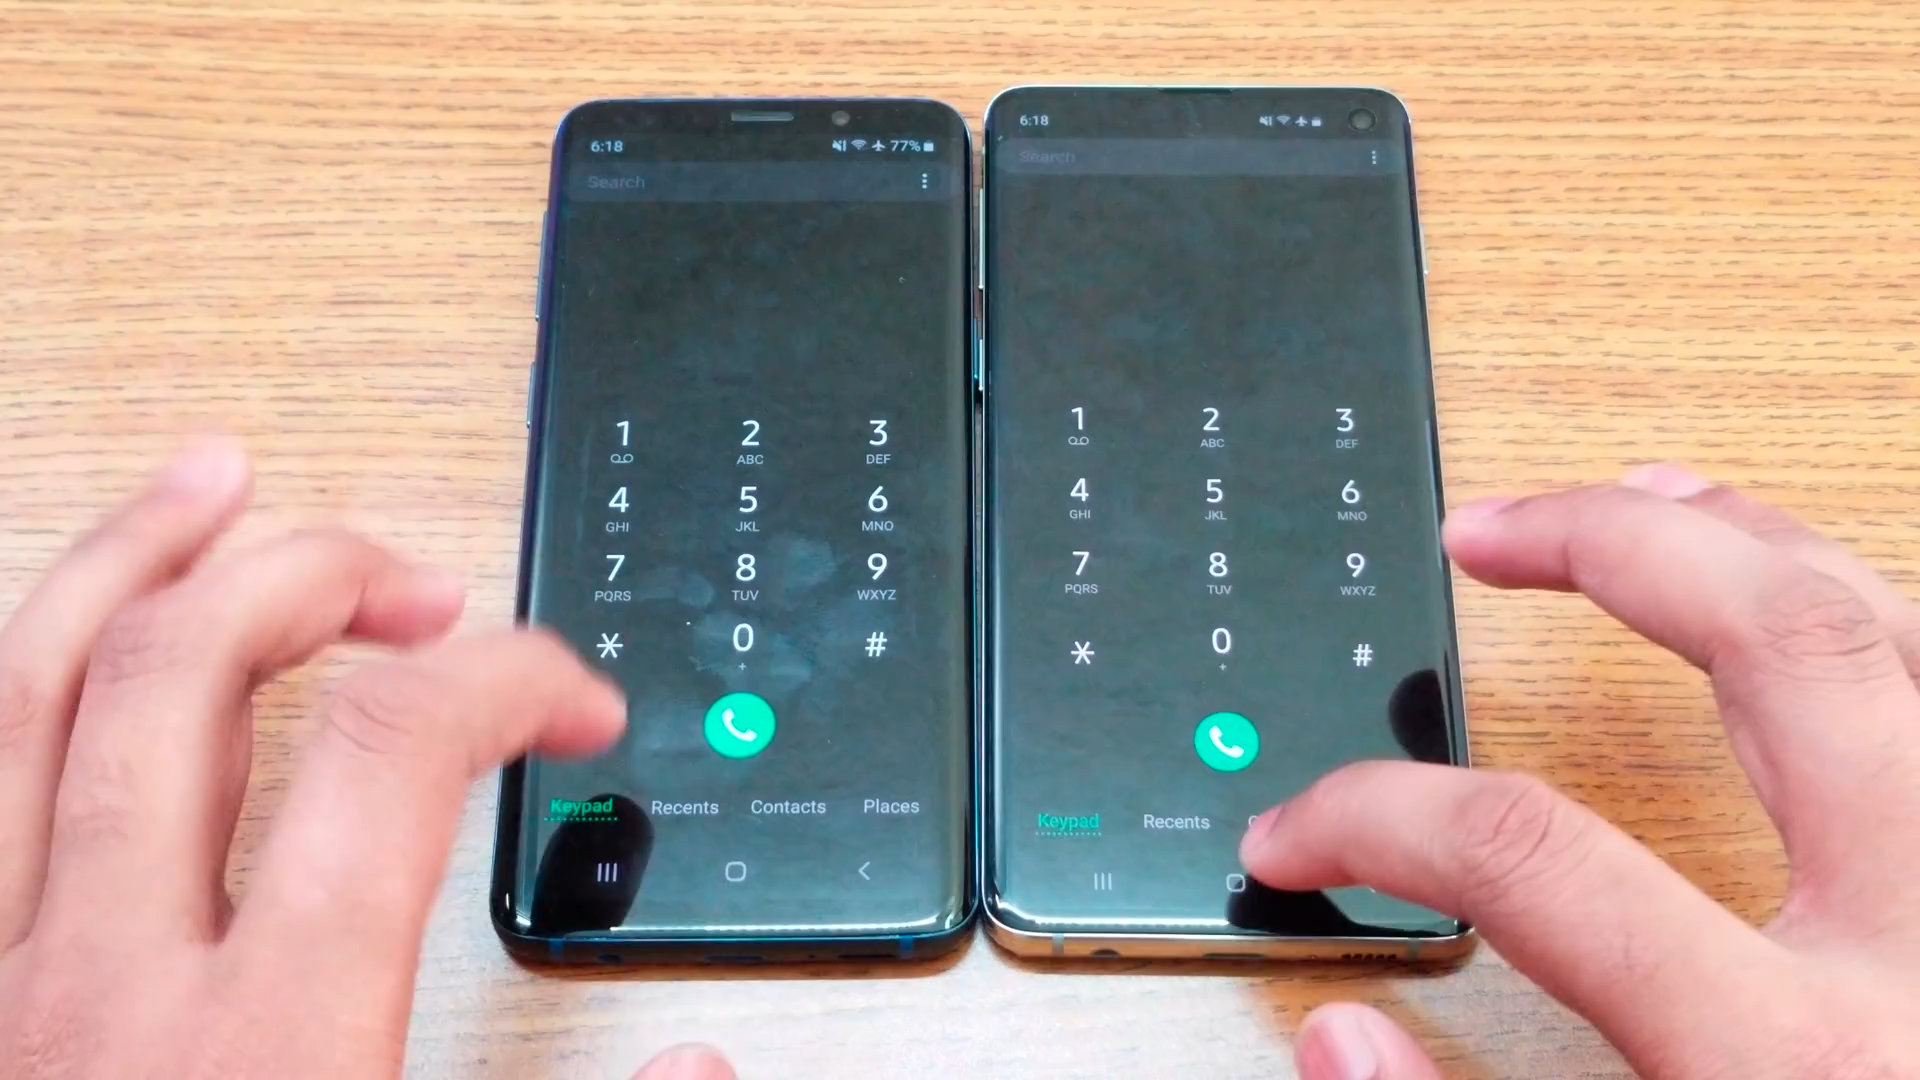 6:18
77%
Search
1 2 3
ABC DEF
4 5 6
GHI JKL MNO
7 8 9
PQRS TUV WXYZ
* 0 #
+
Keypad Recents Contacts Places
6:18
Search
1 2 3
ABC DEF
4 5 6
GHI JKL MNO
7 8 9
PQRS TUV WXYZ
* 0 #
+
Keypad Recents